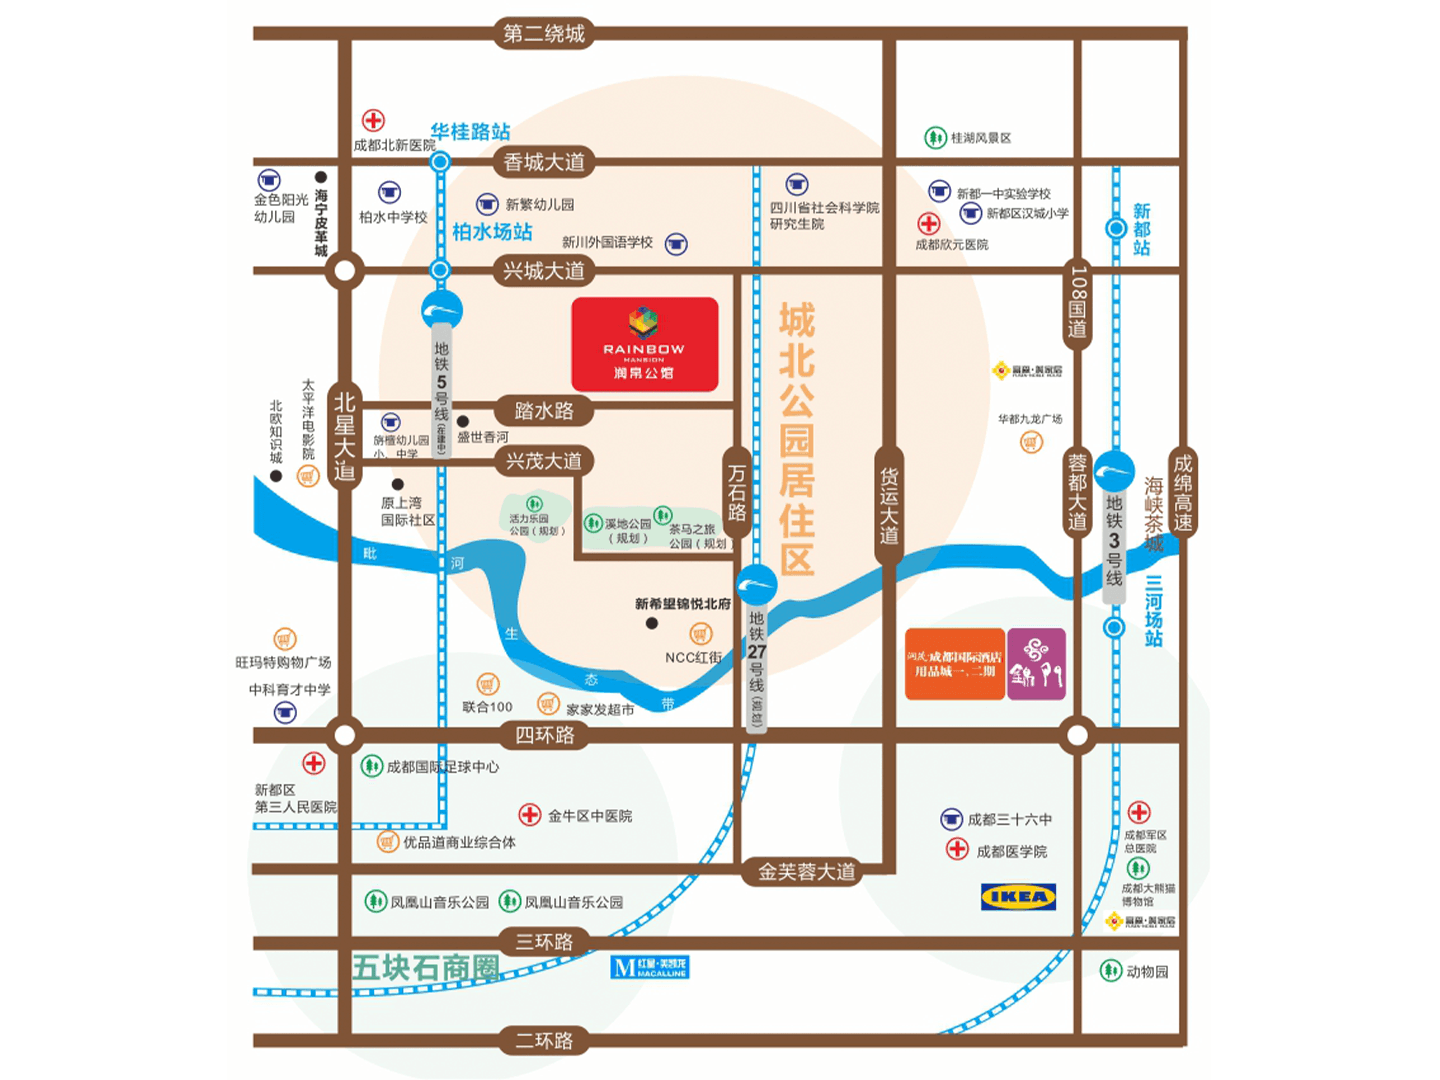 第二绕城
华桂路站
成都北新医院
香城大道
桂湖风景区
金色阳光
幼儿园
海宁皮革城
柏水中学校
新繁幼儿园
柏水场站
新川外国语学校
四川省社会科学院
研究生院
新都一中实验学校
新都区汉城小学
成都欣元医院
新都站
兴城大道
108国道
地铁5号线(在建中)
RAINBOW
MANSION
润帛公馆
城北公园居住区
富森·美家居
FUSEN·NOBLE HOUSE
北欧知识城
太平洋电影院
北星大道
踏水路
盛世香河
旃檀幼儿园
小、中学
兴茂大道
原上湾
国际社区
活力乐园
公园(规划)
溪地公园
(规划)
茶马之旅
公园(规划)
万石路
货运大道
华都九龙广场
蓉都大道
地铁3号线
海峡茶城
成绵高速
三河场站
毗
河
生
态
带
新希望锦悦北府
NCC红街
地铁27号线(规划)
润茂·成都国际酒店
用品城一、二期
锦门
旺玛特购物广场
中科育才中学
联合100
家家发超市
四环路
新都区
第三人民医院
成都国际足球中心
金牛区中医院
优品道商业综合体
金芙蓉大道
成都三十六中
成都医学院
IKEA
成都军区
总医院
成都大熊猫
博物馆
富森·美家居
FUSEN·NOBLE HOUSE
凤凰山音乐公园
凤凰山音乐公园
三环路
五块石商圈
M 红星·美凯龙
MACALLINE
动物园
二环路